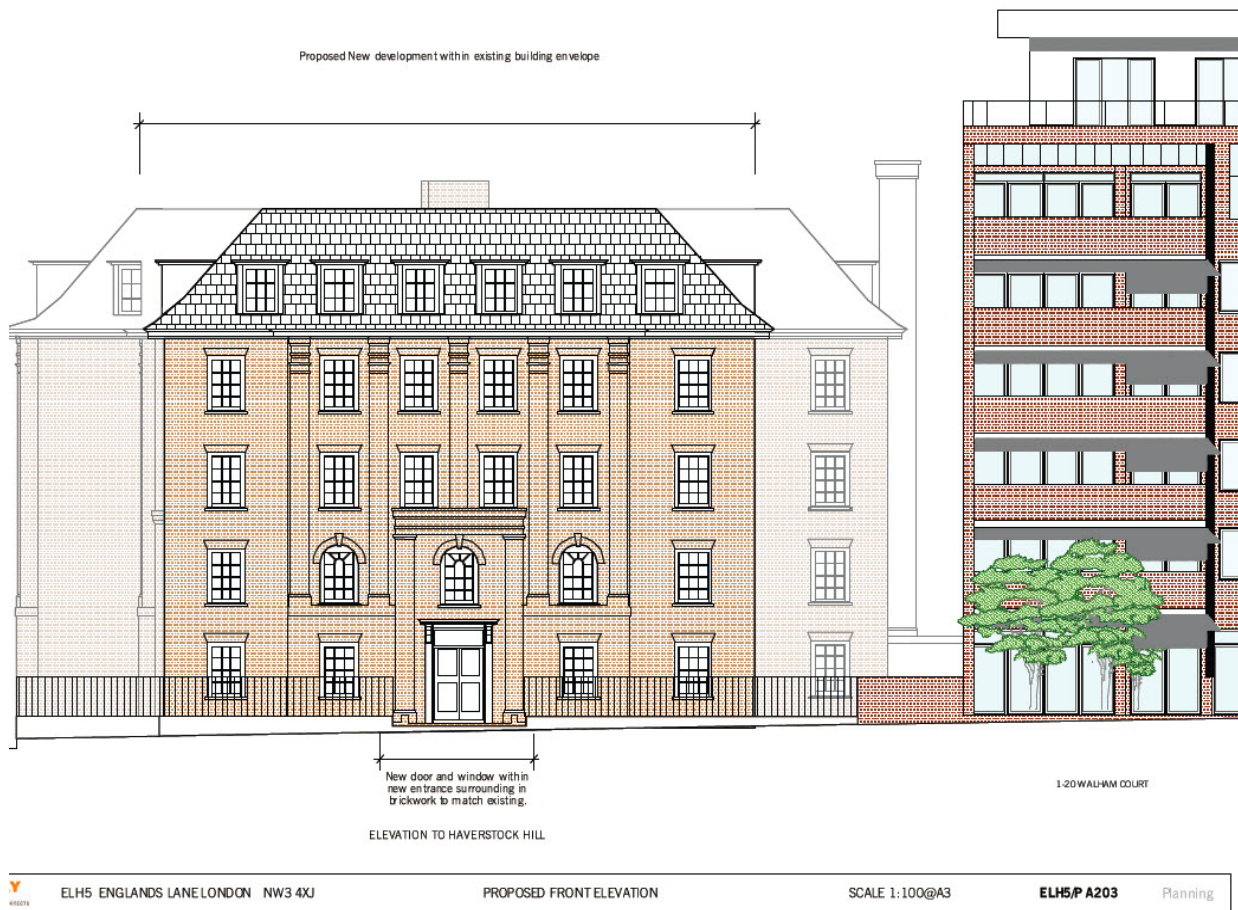 Proposed New development within existing building envelope
New door and window within
new entrance surrounding in
brickwork to match existing.
1-20 WALHAM COURT
ELEVATION TO HAVERSTOCK HILL
Y
ELH5 ENGLANDS LANE LONDON NW3 4XJ
PROPOSED FRONT ELEVATION
SCALE 1:100@A3
ELH5/P A203
Planning